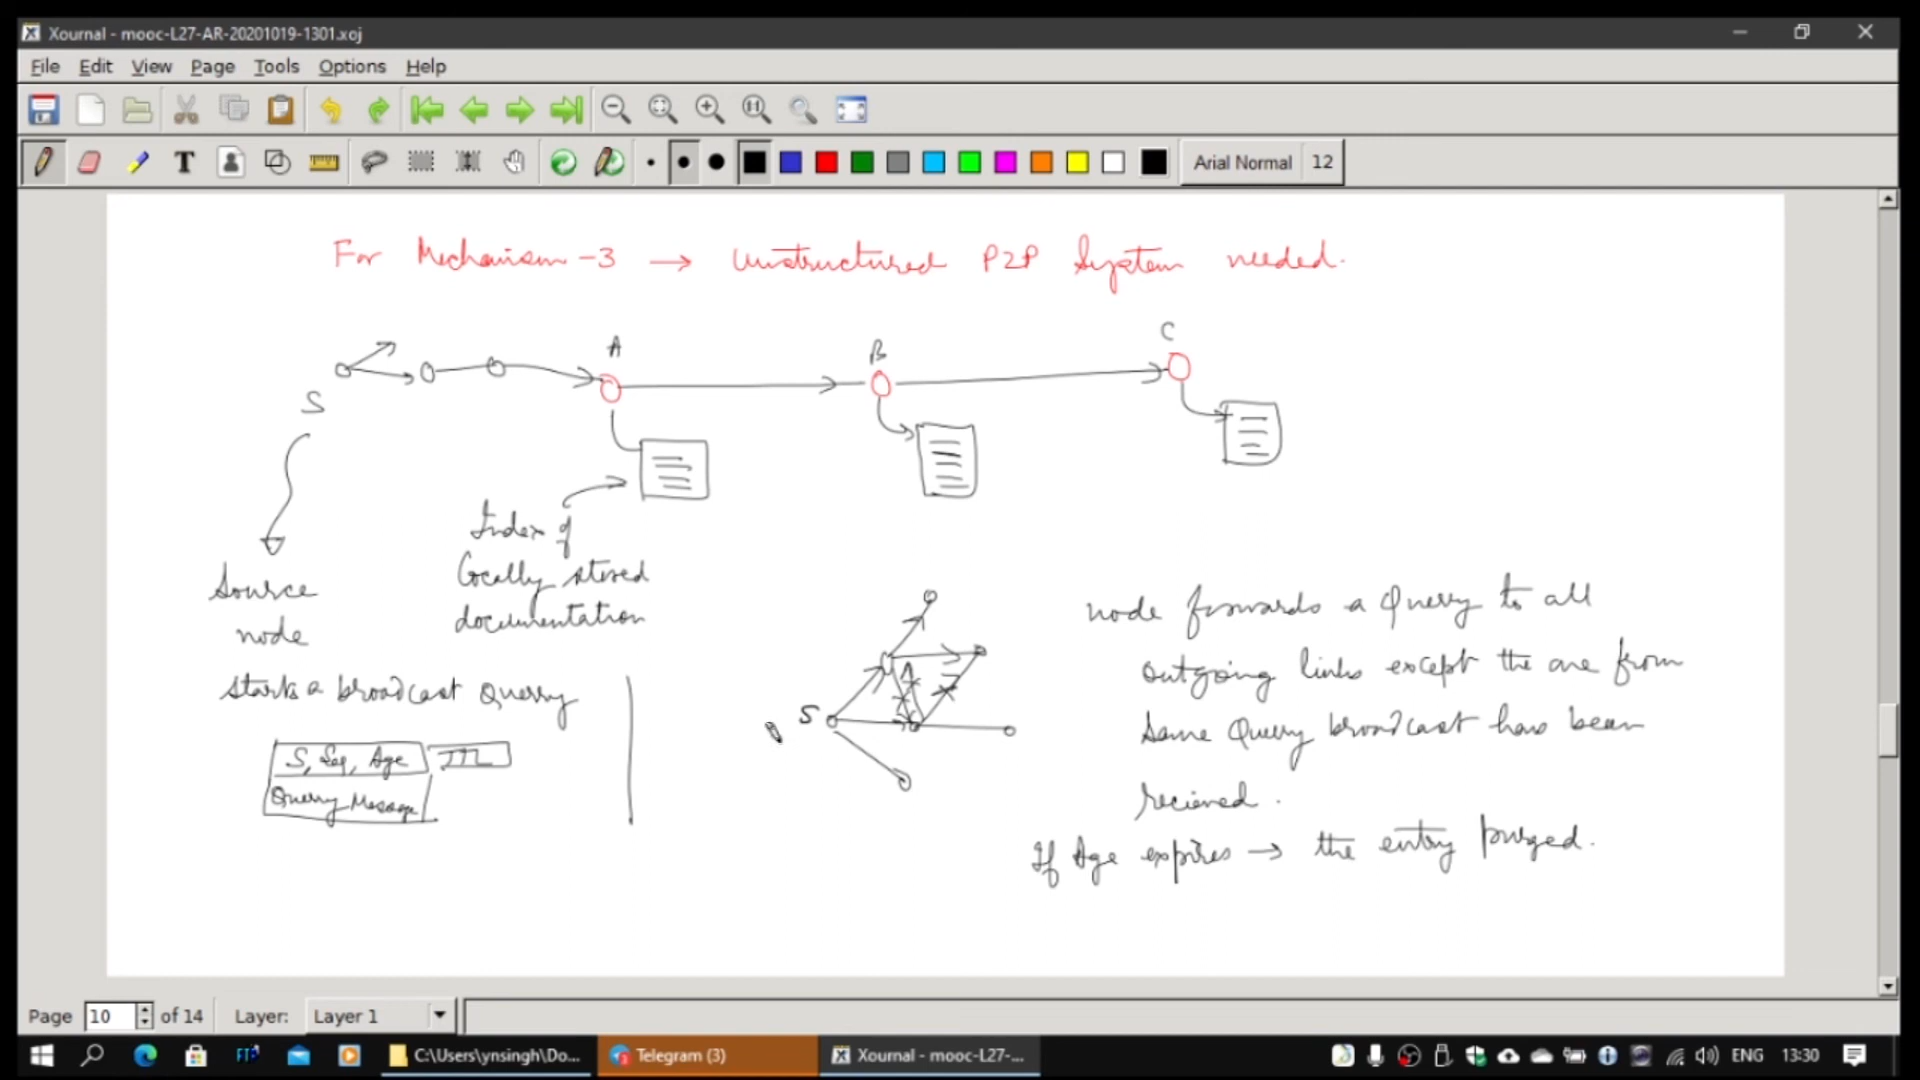 Xournal - mooc-L27-AR-20201019-1301.xoj
File Edit View Page Tools Options Help
Arial Normal 12
For Mechanism-3 → Unstructured P2P System needed.
A
B
C
S
Index of
locally stored
documentation
Source
node
starts a broadcast Query
S, Seq, Age TTL
Query Message
S
node forwards a Query to all
outgoing links except the one from
Same Query broadcast has been
recieved.
If Age expires → the entry purged.
Page 10 of 14 Layer: Layer 1
C:\Users\ynsingh\Do... Telegram (3) Xournal - mooc-L27-... ENG 13:30